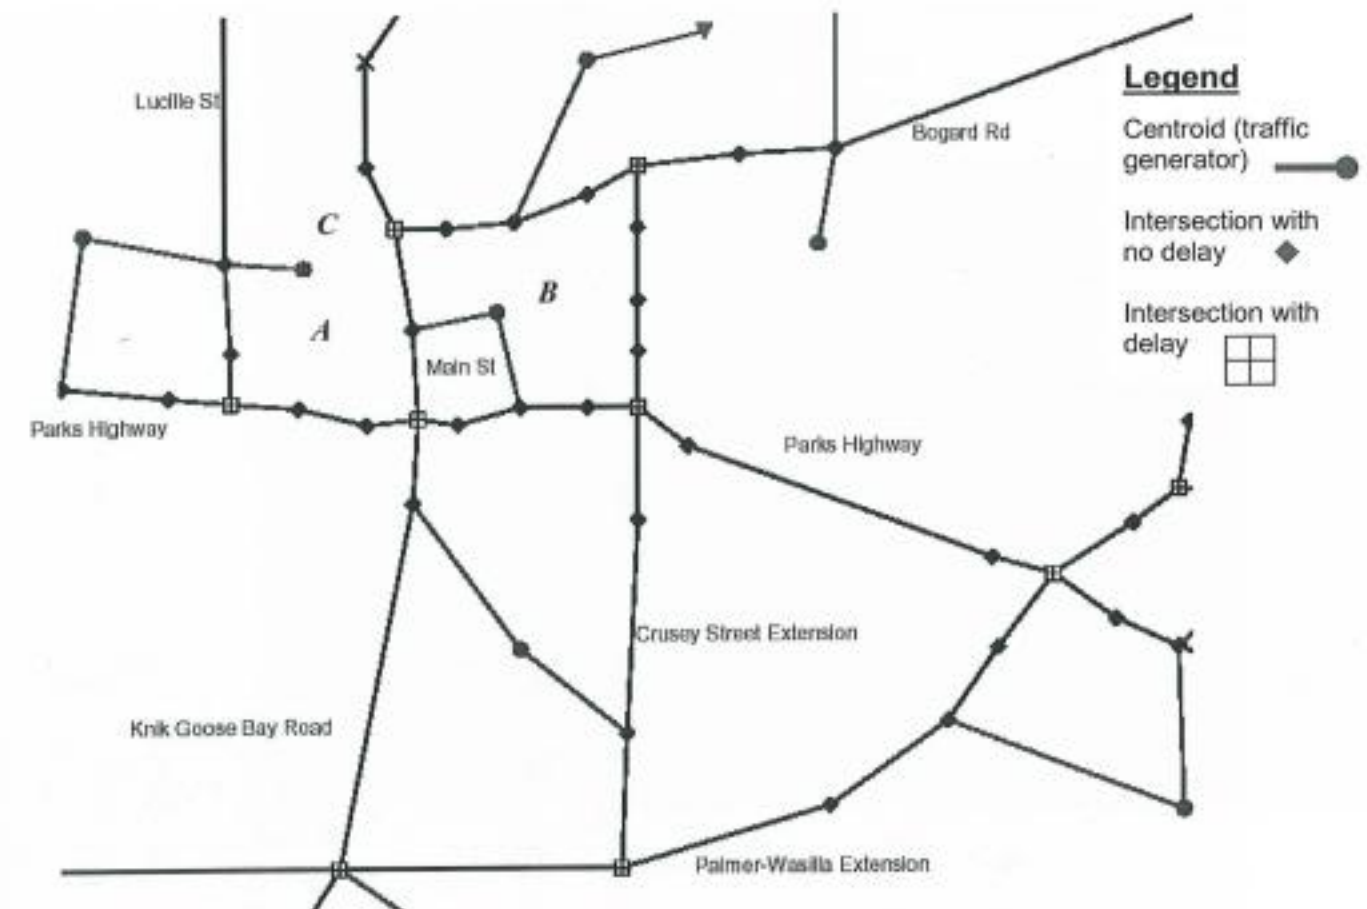 Legend
Lucille St
Centroid (traffic
generator)
Bogard Rd
Intersection with
no delay
C
B
Intersection with
delay
A
Main St
Parks Highway
Parks Highway
Crusey Street Extension
Knik Goose Bay Road
Palmer-Wasilla Extension